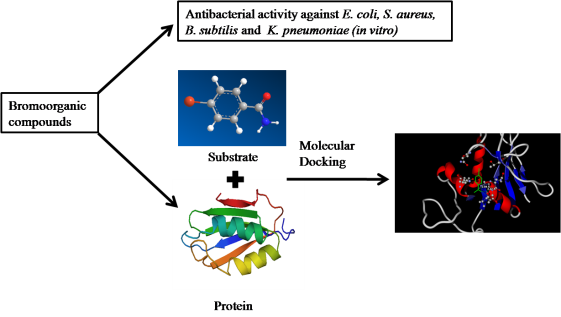 Antibacterial activity against E. coli, S. aureus,
B. subtilis and K. pneumoniae (in vitro)
Bromoorganic
compounds
Substrate
Molecular
Docking
Protein